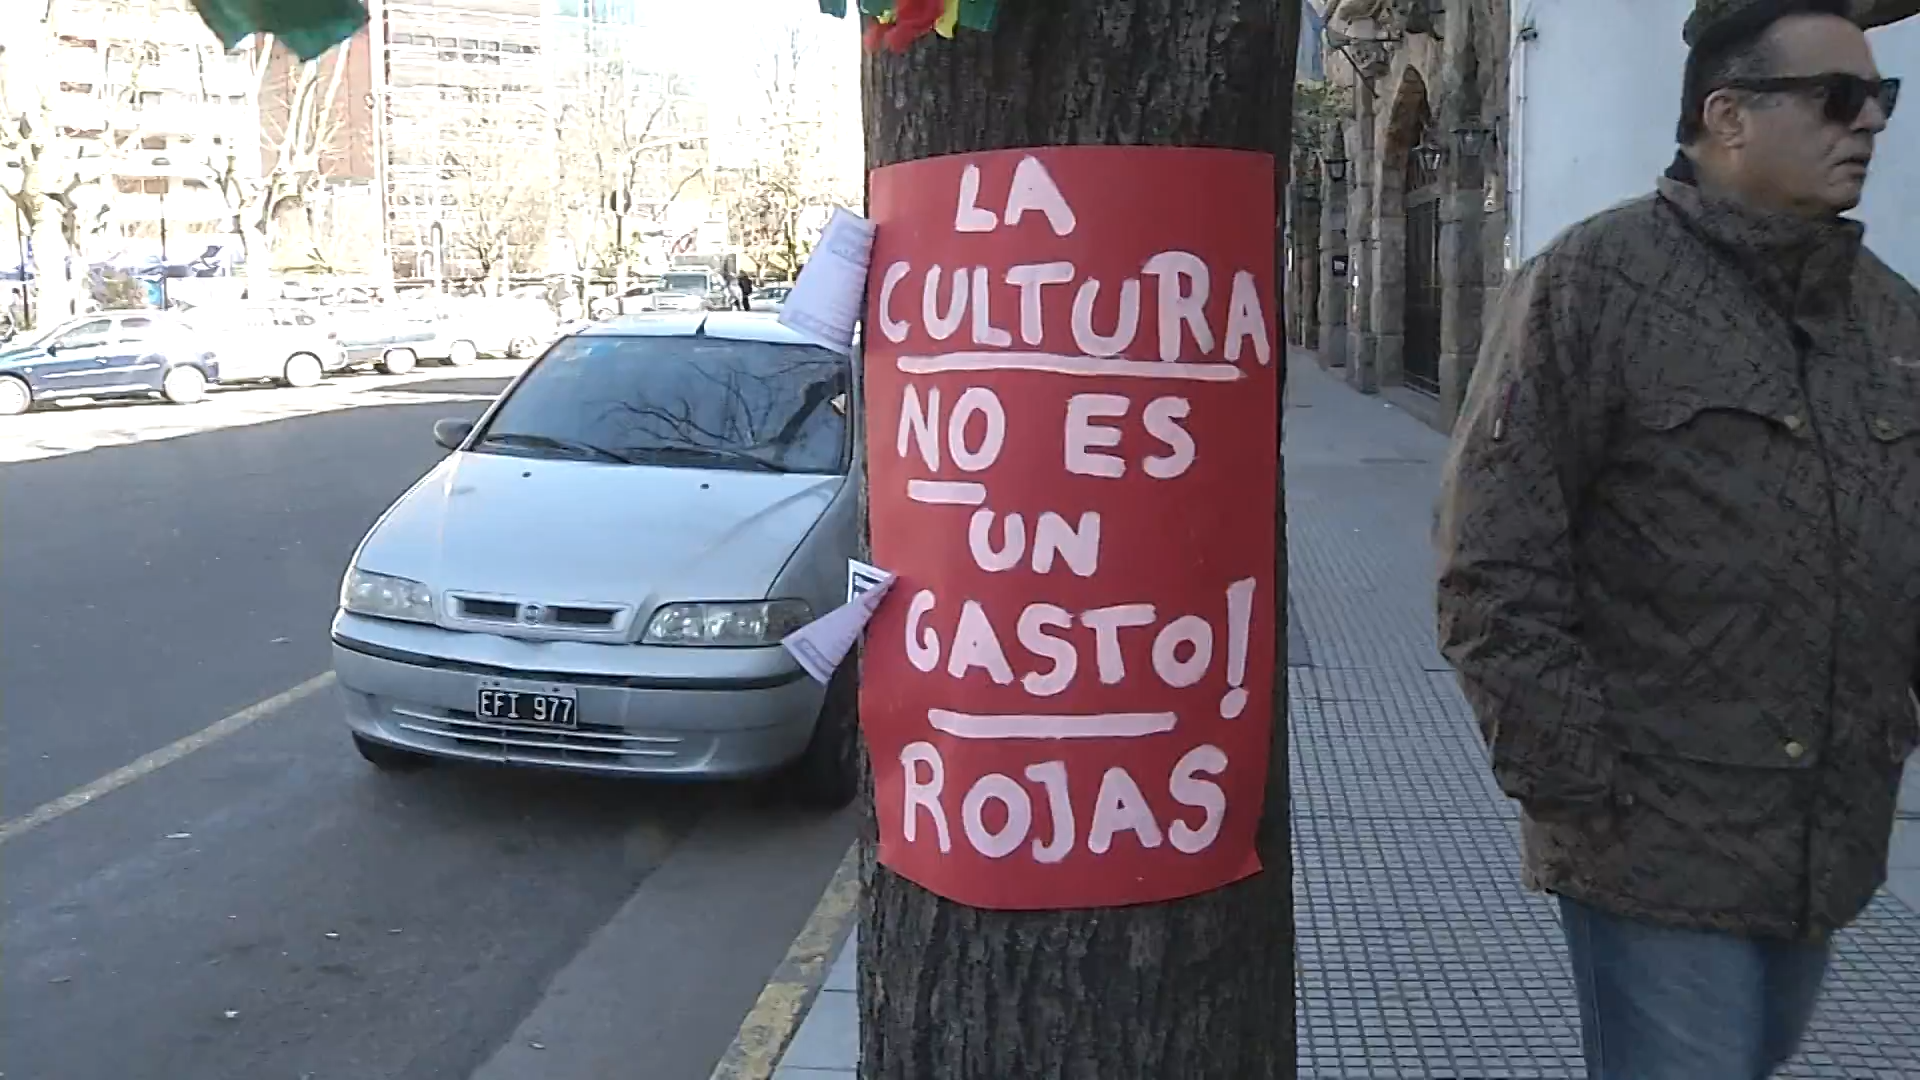 LA
CULTURA
NO ES
UN
GASTO!
ROJAS
EFI 977